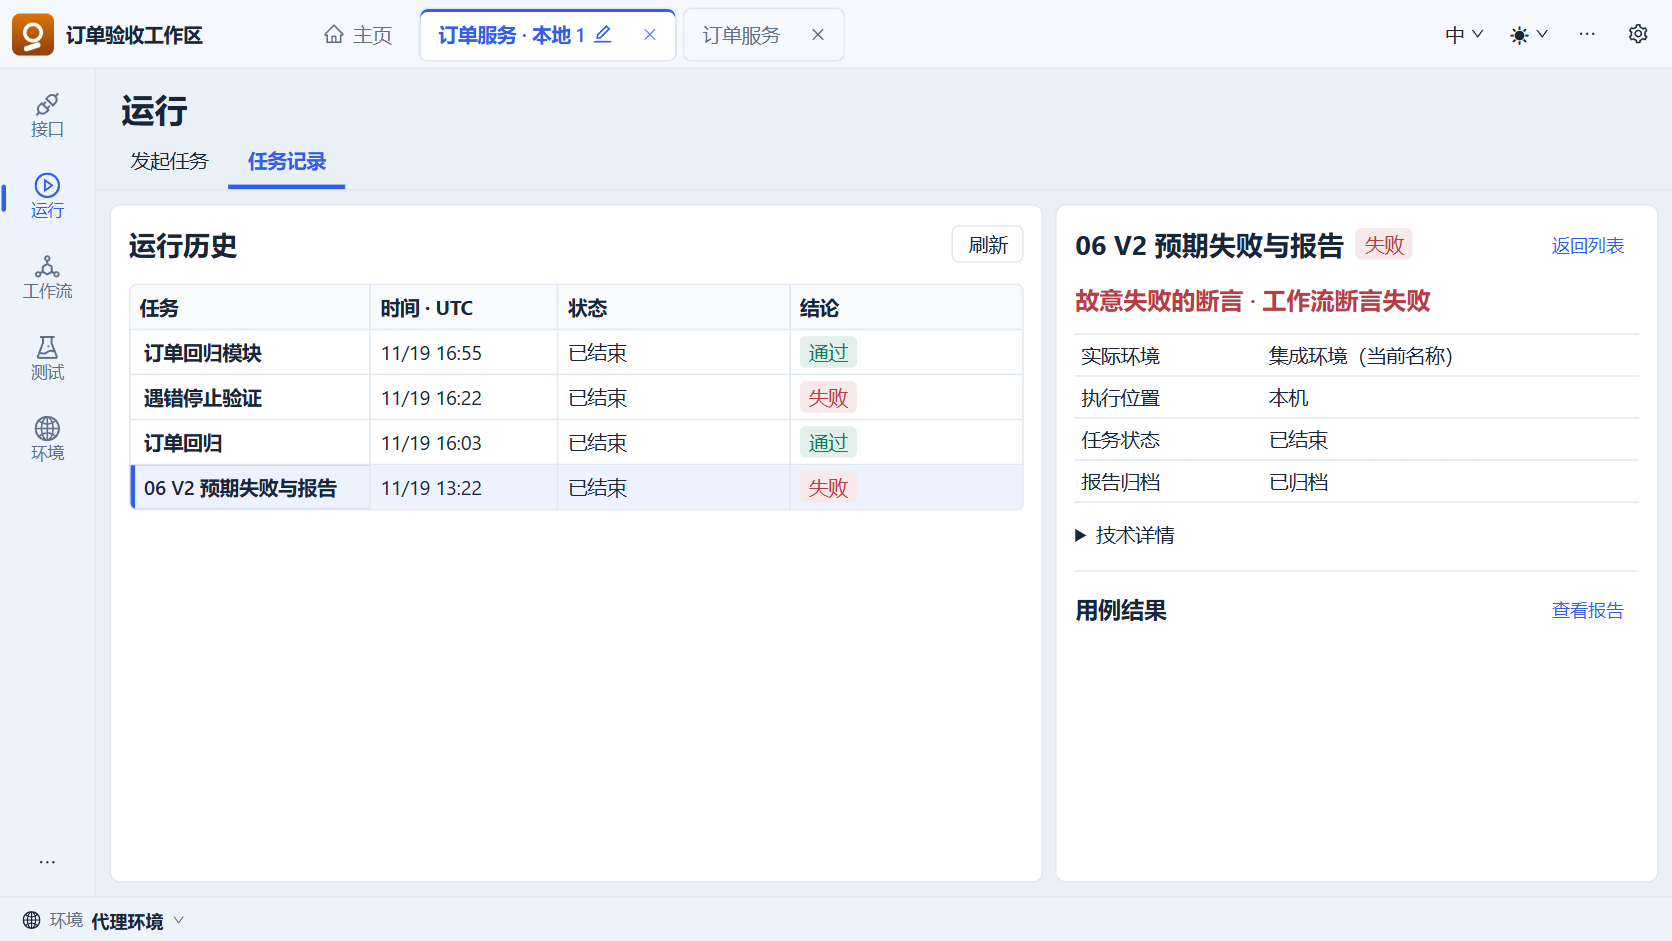 订单验收工作区
主页
订单服务 · 本地 1
订单服务
中
接口
运行
工作流
测试
环境
运行
发起任务
任务记录
运行历史
刷新
任务 时间 · UTC 状态 结论
订单回归模块 11/19 16:55 已结束 通过
遇错停止验证 11/19 16:22 已结束 失败
订单回归 11/19 16:03 已结束 通过
06 V2 预期失败与报告 11/19 13:22 已结束 失败
06 V2 预期失败与报告 失败
返回列表
故意失败的断言 · 工作流断言失败
实际环境 集成环境（当前名称）
执行位置 本机
任务状态 已结束
报告归档 已归档
技术详情
用例结果
查看报告
环境 代理环境